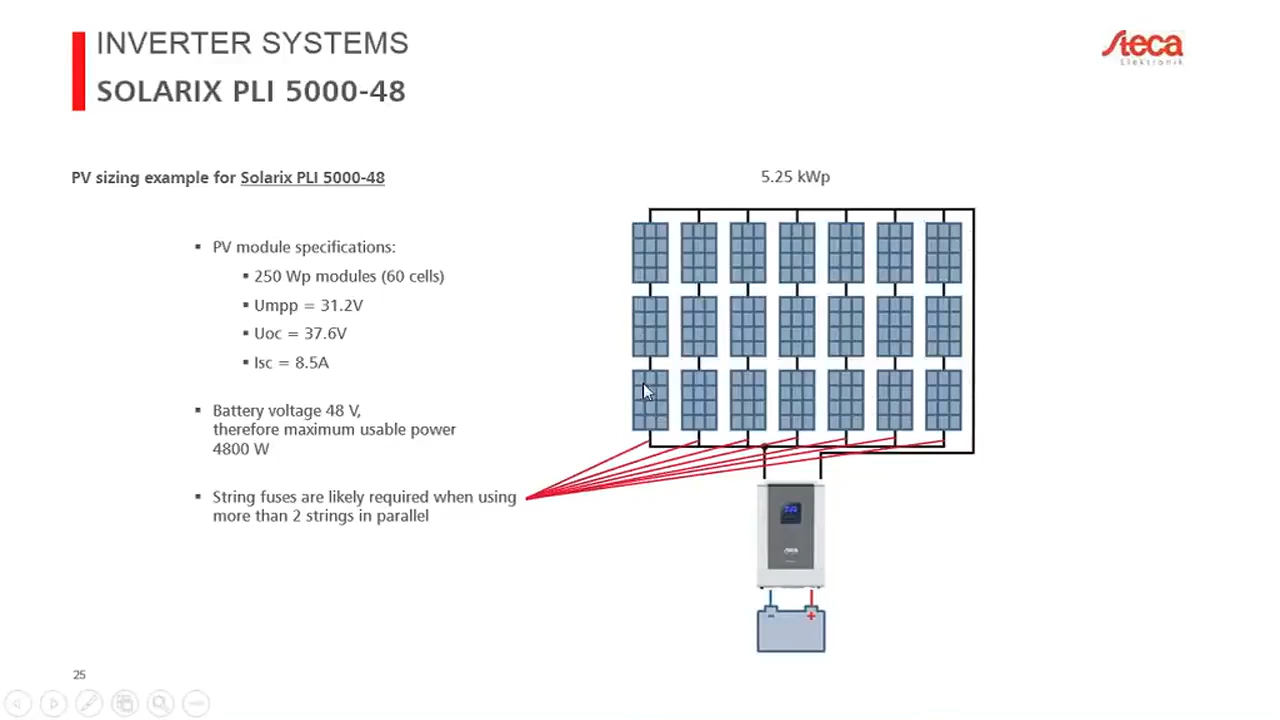 INVERTER SYSTEMS
SOLARIX PLI 5000-48
Steca
Elektronik
PV sizing example for Solarix PLI 5000-48
5.25 kWp
▪ PV module specifications:
▪ 250 Wp modules (60 cells)
▪ Umpp = 31.2V
▪ Uoc = 37.6V
▪ Isc = 8.5A
▪ Battery voltage 48 V,
therefore maximum usable power
4800 W
▪ String fuses are likely required when using
more than 2 strings in parallel
Steca
- +
25